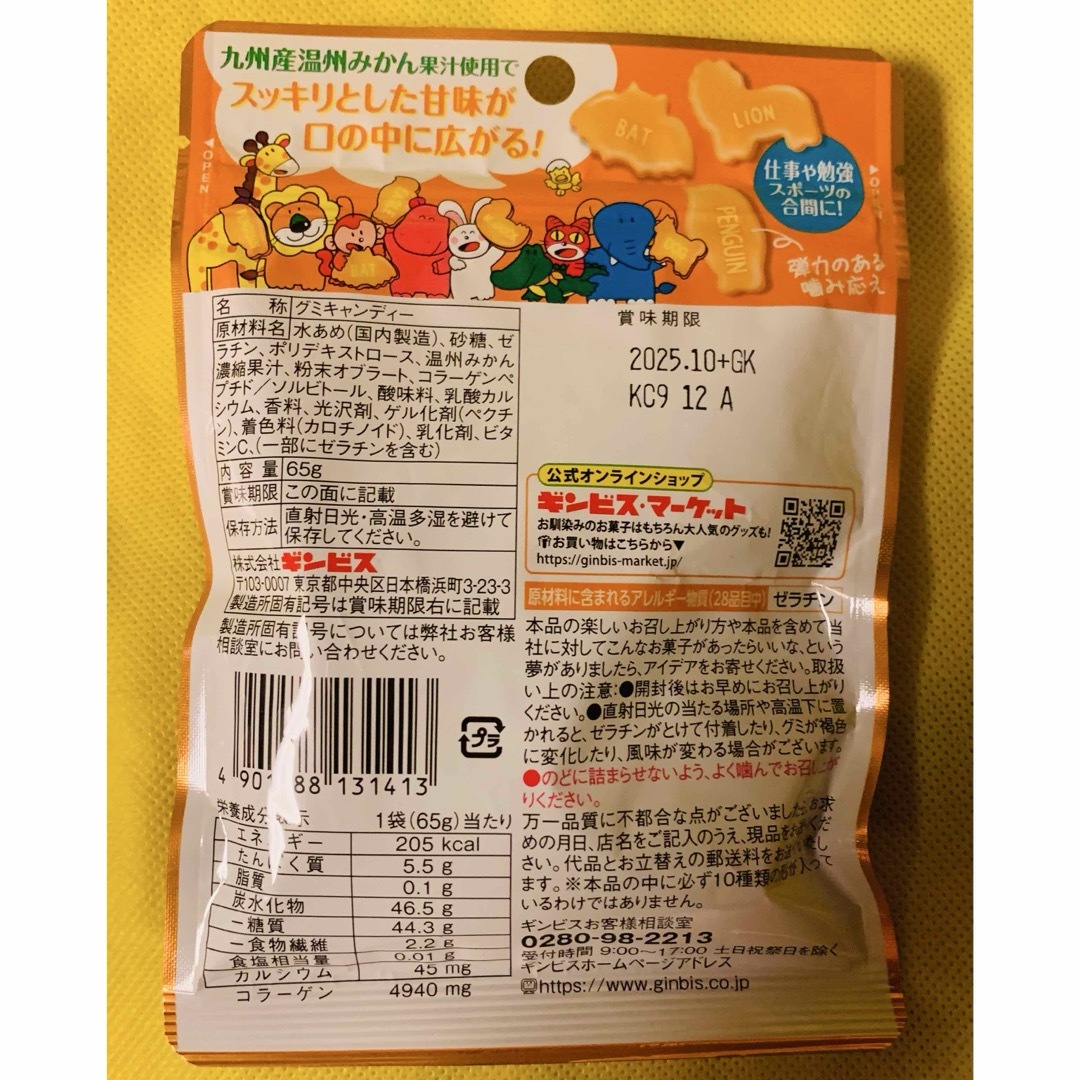 九州産温州みかん果汁使用で
スッキリとした甘味が
口の中に広がる!
BAT
LION
PENGUIN
仕事や勉強
スポーツの
合間に!
弾力のある
噛み応え
◀OPEN
BAT
名 称 グミキャンディー
原材料名 水あめ(国内製造)、砂糖、ゼ
ラチン、ポリデキストロース、温州みかん
濃縮果汁、粉末オブラート、コラーゲンペ
プチド/ソルビトール、酸味料、乳酸カル
シウム、香料、光沢剤、ゲル化剤(ペクチ
ン)、着色料(カロチノイド)、乳化剤、ビタ
ミンC、(一部にゼラチンを含む)
内容量 65g
賞味期限 この面に記載
保存方法 直射日光・高温多湿を避けて
保存してください。
株式会社ギンビス
〒103-0007 東京都中央区日本橋浜町3-23-3
製造所固有記号は賞味期限右に記載
製造所固有記号については弊社お客様
相談室にお問い合わせください。
賞味期限
2025.10+GK
KC9 12 A
公式オンラインショップ
ギンビス・マーケット
お馴染みのお菓子はもちろん大人気のグッズも!
お買い物はこちらから▼
https://ginbis-market.jp/
原材料に含まれるアレルギー物質(28品目中) ゼラチン
本品の楽しいお召し上がり方や本品を含めて当
社に対してこんなお菓子があったらいいな、という
夢がありましたら、アイデアをお寄せください。取扱
い上の注意:●開封後はお早めにお召し上がり
ください。●直射日光の当たる場所や高温下に置
かれると、ゼラチンがとけて付着したり、グミが褐色
に変化したり、風味が変わる場合がございます。
●のどに詰まらせないよう、よく噛んでお召し上が
りください。
万一品質に不都合な点がございましたら、お求
めの月日、店名をご記入のうえ、現品をお送りくだ
さい。代品とお立替えの郵送料をお送りいたし
ます。※本品の中に必ず10種類の形が入って
いるわけではありません。
ギンビスお客様相談室
0280-98-2213
受付時間 9:00〜17:00 土日祝祭日を除く
ギンビスホームページアドレス
https://www.ginbis.co.jp
プラ
4 901 88 131413
栄養成分表示 1袋(65g)当たり
エネルギー 205 kcal
たんぱく質 5.5 g
脂質 0.1 g
炭水化物 46.5 g
-糖質 44.3 g
-食物繊維 2.2 g
食塩相当量 0.01 g
カルシウム 45 mg
コラーゲン 4940 mg